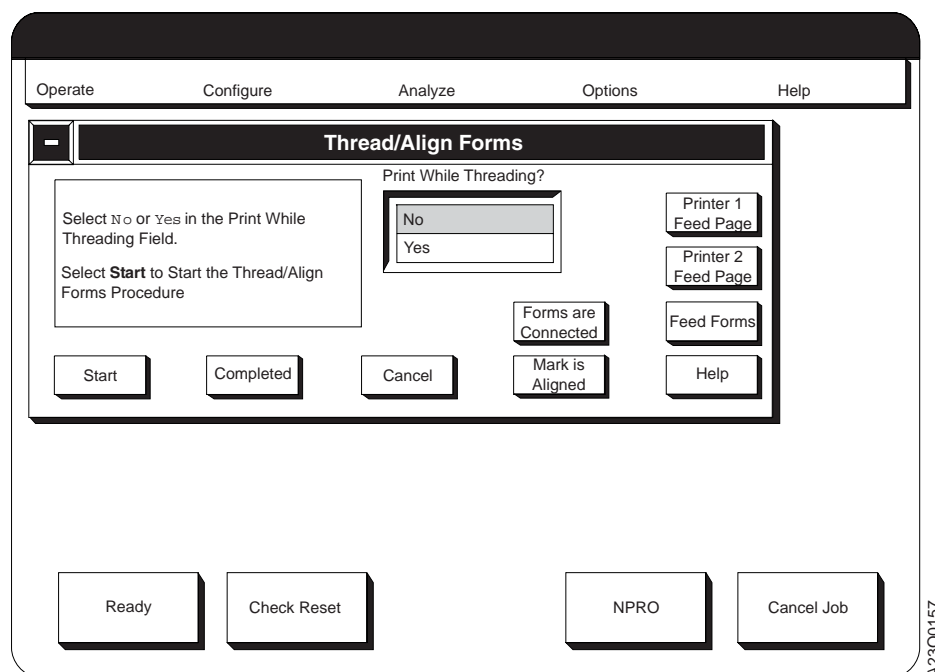 Operate Configure Analyze Options Help
Thread/Align Forms
Print While Threading?
Select No or Yes in the Print While
Threading Field.
Select Start to Start the Thread/Align
Forms Procedure
No
Yes
Printer 1
Feed Page
Printer 2
Feed Page
Forms are
Connected
Feed Forms
Start
Completed
Cancel
Mark is
Aligned
Help
Ready
Check Reset
NPRO
Cancel Job
A23O0157